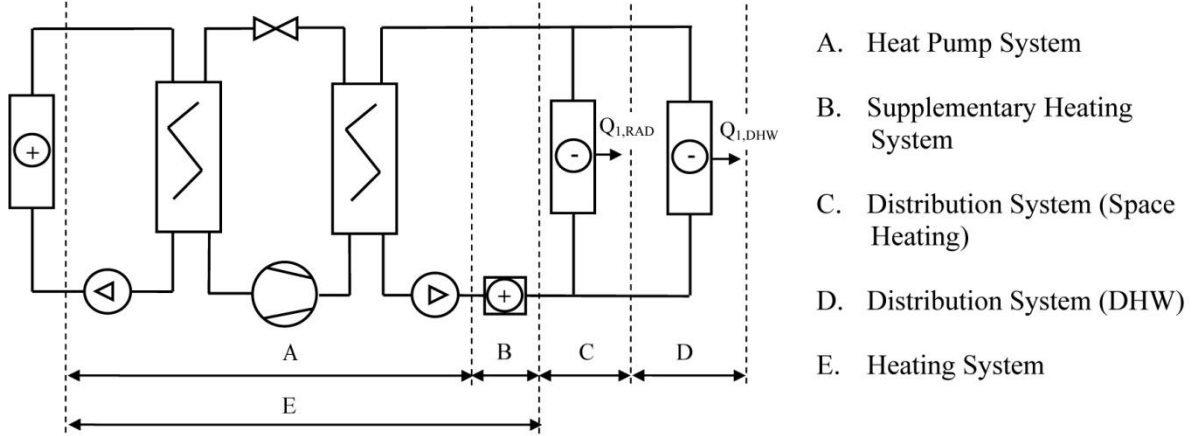 Q1,RAD
Q1,DHW
A
B
C
D
E
A. Heat Pump System
B. Supplementary Heating
System
C. Distribution System (Space
Heating)
D. Distribution System (DHW)
E. Heating System